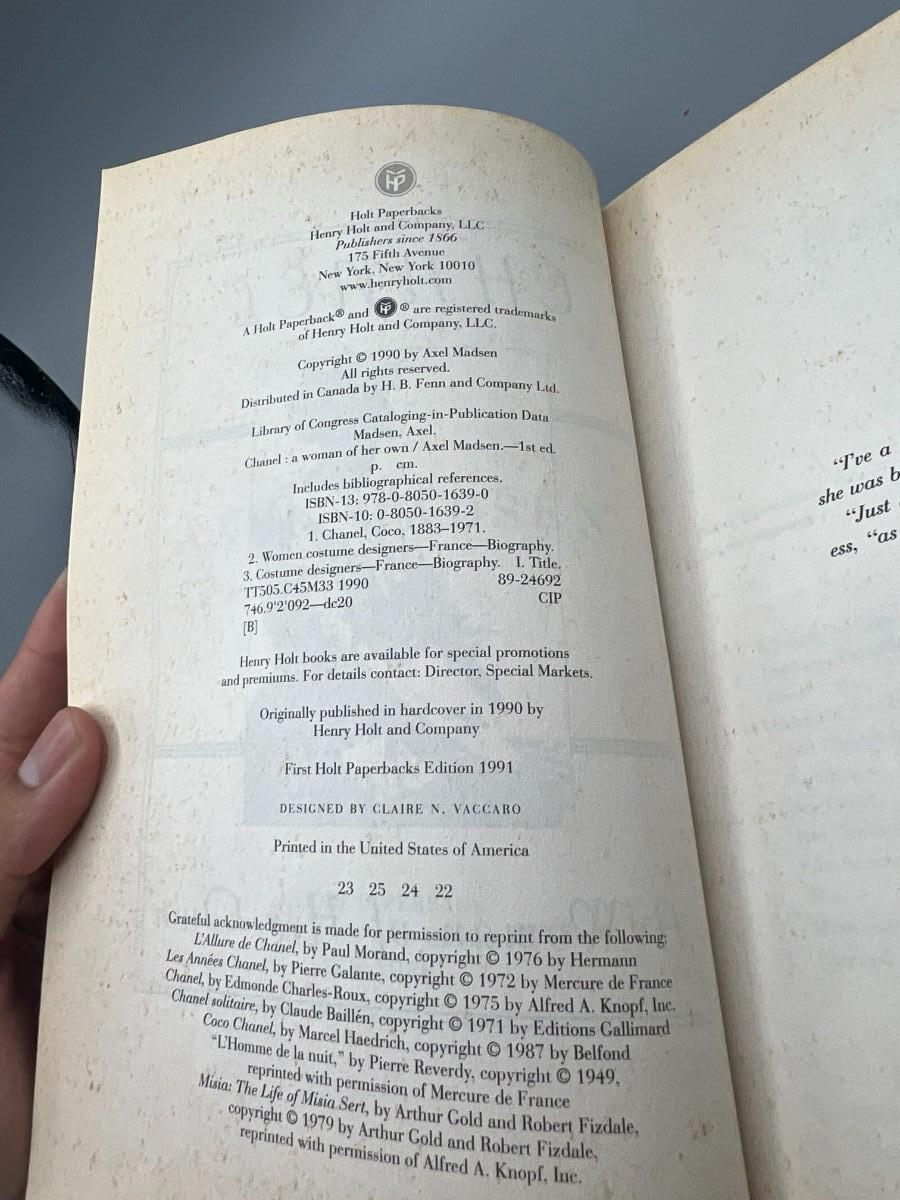 HP
Holt Paperbacks
Henry Holt and Company, LLC
Publishers since 1866
175 Fifth Avenue
New York, New York 10010
www.henryholt.com
A Holt Paperback® and HP ® are registered trademarks
of Henry Holt and Company, LLC.
Copyright © 1990 by Axel Madsen
All rights reserved.
Distributed in Canada by H. B. Fenn and Company Ltd.
Library of Congress Cataloging-in-Publication Data
Madsen, Axel.
Chanel : a woman of her own / Axel Madsen.—1st ed.
p. cm.
Includes bibliographical references.
ISBN-13: 978-0-8050-1639-0
ISBN-10: 0-8050-1639-2
1. Chanel, Coco, 1883–1971.
2. Women costume designers—France—Biography.
3. Costume designers—France—Biography. I. Title.
TT505.C45M33 1990 89-24692
746.9'2'092—dc20 CIP
[B]
Henry Holt books are available for special promotions
and premiums. For details contact: Director, Special Markets.
Originally published in hardcover in 1990 by
Henry Holt and Company
First Holt Paperbacks Edition 1991
DESIGNED BY CLAIRE N. VACCARO
Printed in the United States of America
23 25 24 22
Grateful acknowledgment is made for permission to reprint from the following:
L'Allure de Chanel, by Paul Morand, copyright © 1976 by Hermann
Les Années Chanel, by Pierre Galante, copyright © 1972 by Mercure de France
Chanel, by Edmonde Charles-Roux, copyright © 1975 by Alfred A. Knopf, Inc.
Chanel solitaire, by Claude Baillén, copyright © 1971 by Editions Gallimard
Coco Chanel, by Marcel Haedrich, copyright © 1987 by Belfond
"L'Homme de la nuit," by Pierre Reverdy, copyright © 1949,
reprinted with permission of Mercure de France
Misia: The Life of Misia Sert, by Arthur Gold and Robert Fizdale,
copyright © 1979 by Arthur Gold and Robert Fizdale,
reprinted with permission of Alfred A. Knopf, Inc.
"I've a
she was b
"Just
ess, "as